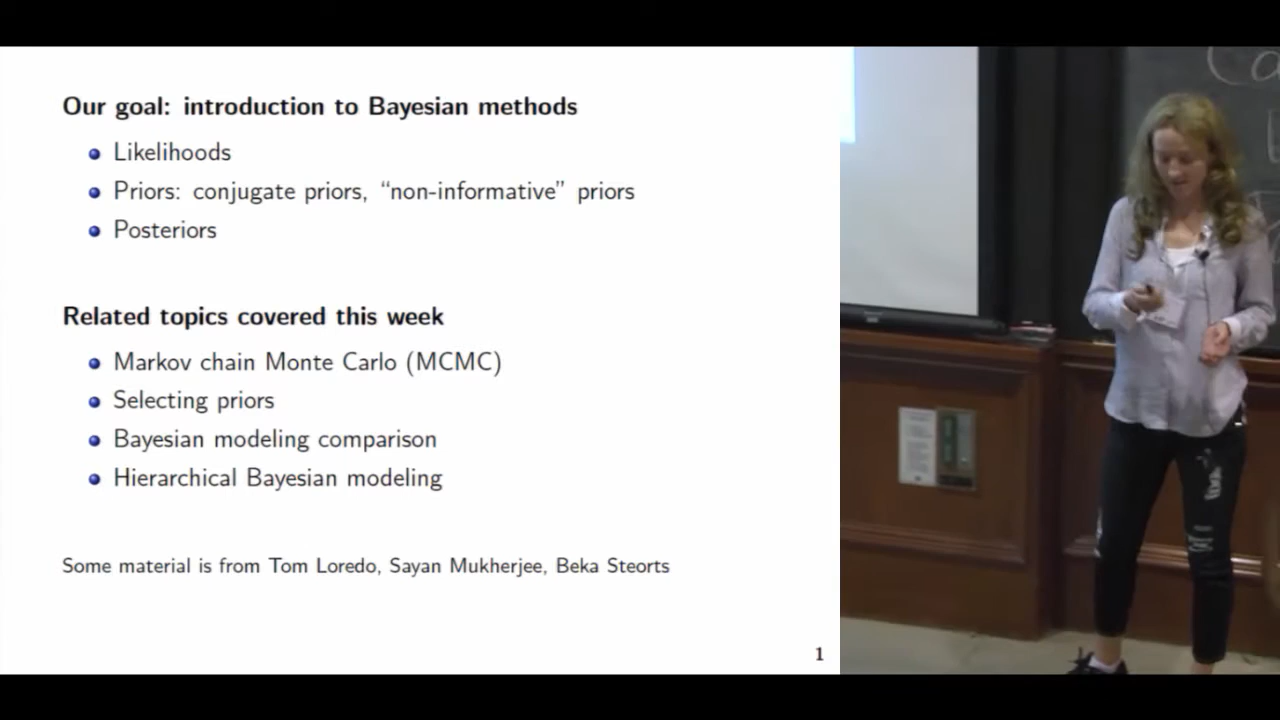 Our goal: introduction to Bayesian methods
Likelihoods
Priors: conjugate priors, “non-informative” priors
Posteriors
Related topics covered this week
Markov chain Monte Carlo (MCMC)
Selecting priors
Bayesian modeling comparison
Hierarchical Bayesian modeling
Some material is from Tom Loredo, Sayan Mukherjee, Beka Steorts
1